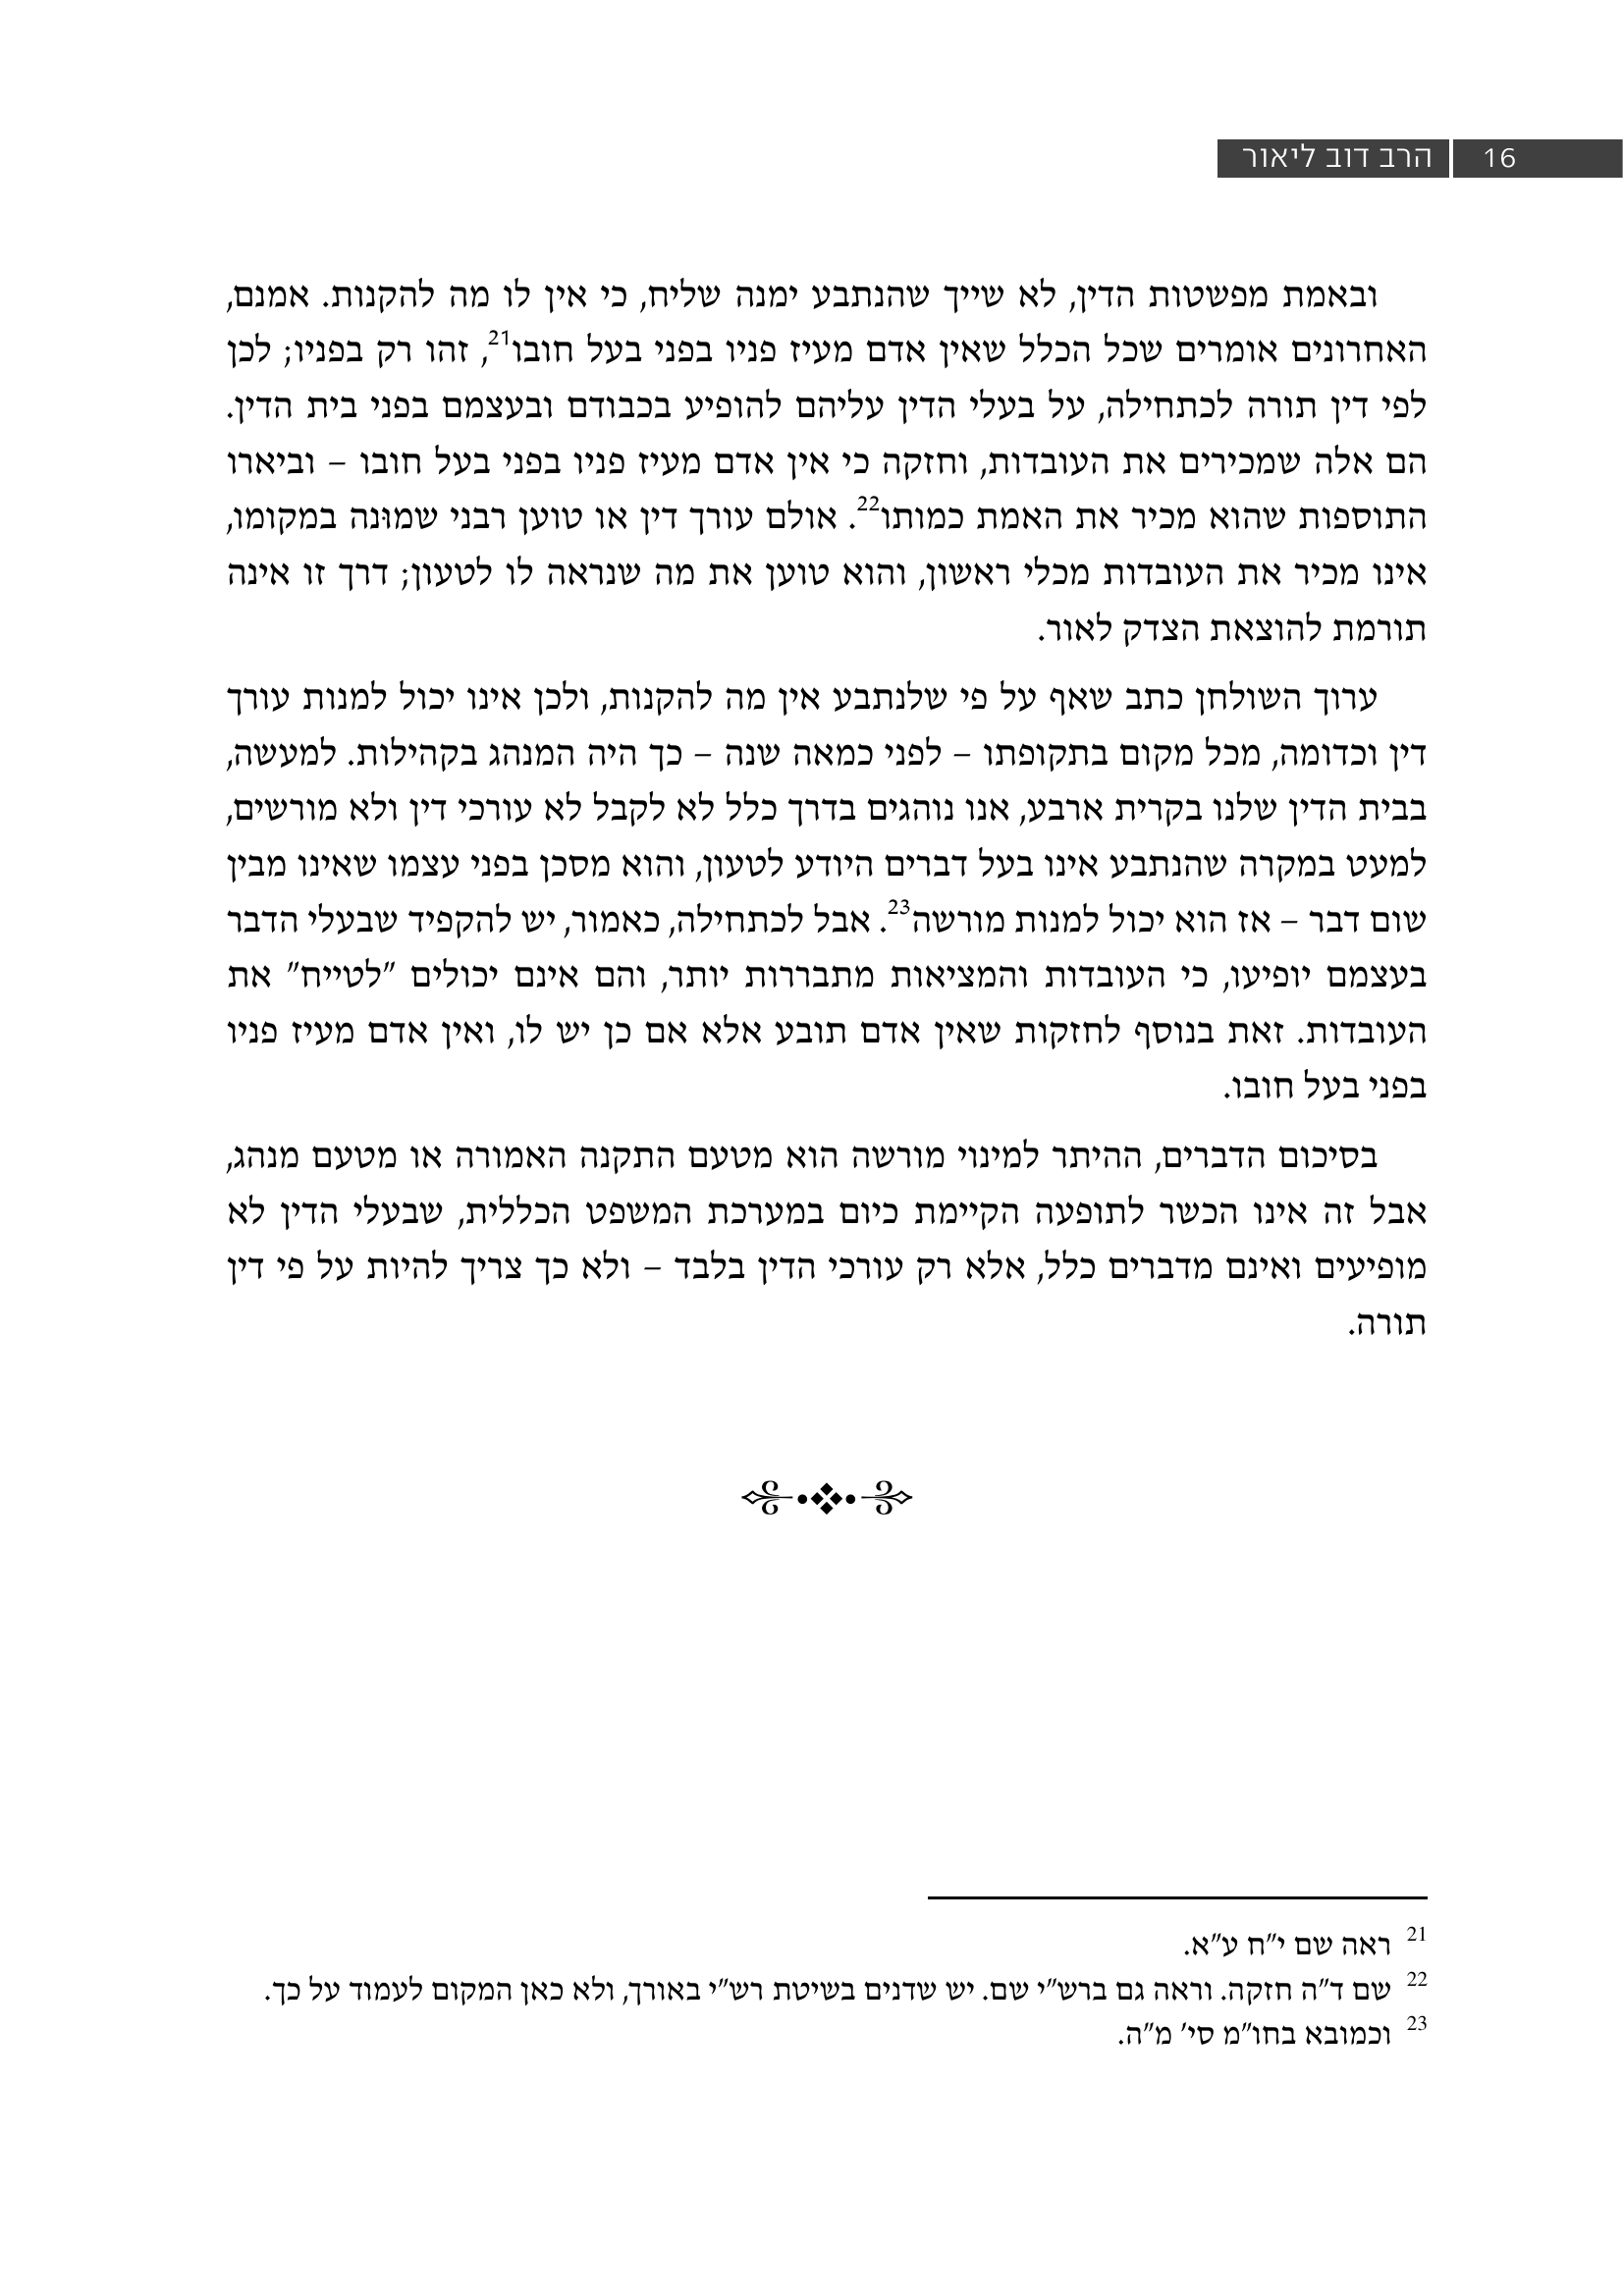 16 הרב דוב ליאור
ובאמת מפשטות הדין, לא שייך שהנתבע ימנה שליח, כי אין לו מה להקנות. אמנם,
האחרונים אומרים שכל הכלל שאין אדם מעיז פניו בפני בעל חובו21, זהו רק בפניו; לכן
לפי דין תורה לכתחילה, על בעלי הדין עליהם להופיע בכבודם ובעצמם בפני בית הדין.
הם אלה שמכירים את העובדות, וחזקה כי אין אדם מעיז פניו בפני בעל חובו – וביארו
התוספות שהוא מכיר את האמת כמותו22. אולם עורך דין או טוען רבני שמוּנה במקומו,
אינו מכיר את העובדות מכלי ראשון, והוא טוען את מה שנראה לו לטעון; דרך זו אינה
תורמת להוצאת הצדק לאור.
ערוך השולחן כתב שאף על פי שלנתבע אין מה להקנות, ולכן אינו יכול למנות עורך
דין וכדומה, מכל מקום בתקופתו – לפני כמאה שנה – כך היה המנהג בקהילות. למעשה,
בבית הדין שלנו בקרית ארבע, אנו נוהגים בדרך כלל לא לקבל לא עורכי דין ולא מורשים,
למעט במקרה שהנתבע אינו בעל דברים היודע לטעון, והוא מסכן בפני עצמו שאינו מבין
שום דבר – אז הוא יכול למנות מורשה23. אבל לכתחילה, כאמור, יש להקפיד שבעלי הדבר
בעצמם יופיעו, כי העובדות והמציאות מתבררות יותר, והם אינם יכולים ״לטייח״ את
העובדות. זאת בנוסף לחזקות שאין אדם תובע אלא אם כן יש לו, ואין אדם מעיז פניו
בפני בעל חובו.
בסיכום הדברים, ההיתר למינוי מורשה הוא מטעם התקנה האמורה או מטעם מנהג,
אבל זה אינו הכשר לתופעה הקיימת כיום במערכת המשפט הכללית, שבעלי הדין לא
מופיעים ואינם מדברים כלל, אלא רק עורכי הדין בלבד – ולא כך צריך להיות על פי דין
תורה.
21 ראה שם י״ח ע״א.
22 שם ד״ה חזקה. וראה גם ברש״י שם. יש שדנים בשיטת רש״י באורך, ולא כאן המקום לעמוד על כך.
23 וכמובא בחו״מ סי׳ מ״ה.